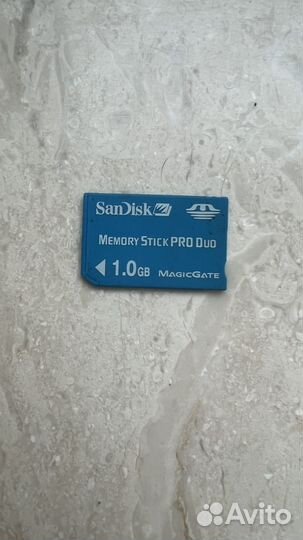 SanDisk
MEMORY STICK PRO DUO
1.0GB MAGICGATE
Avito